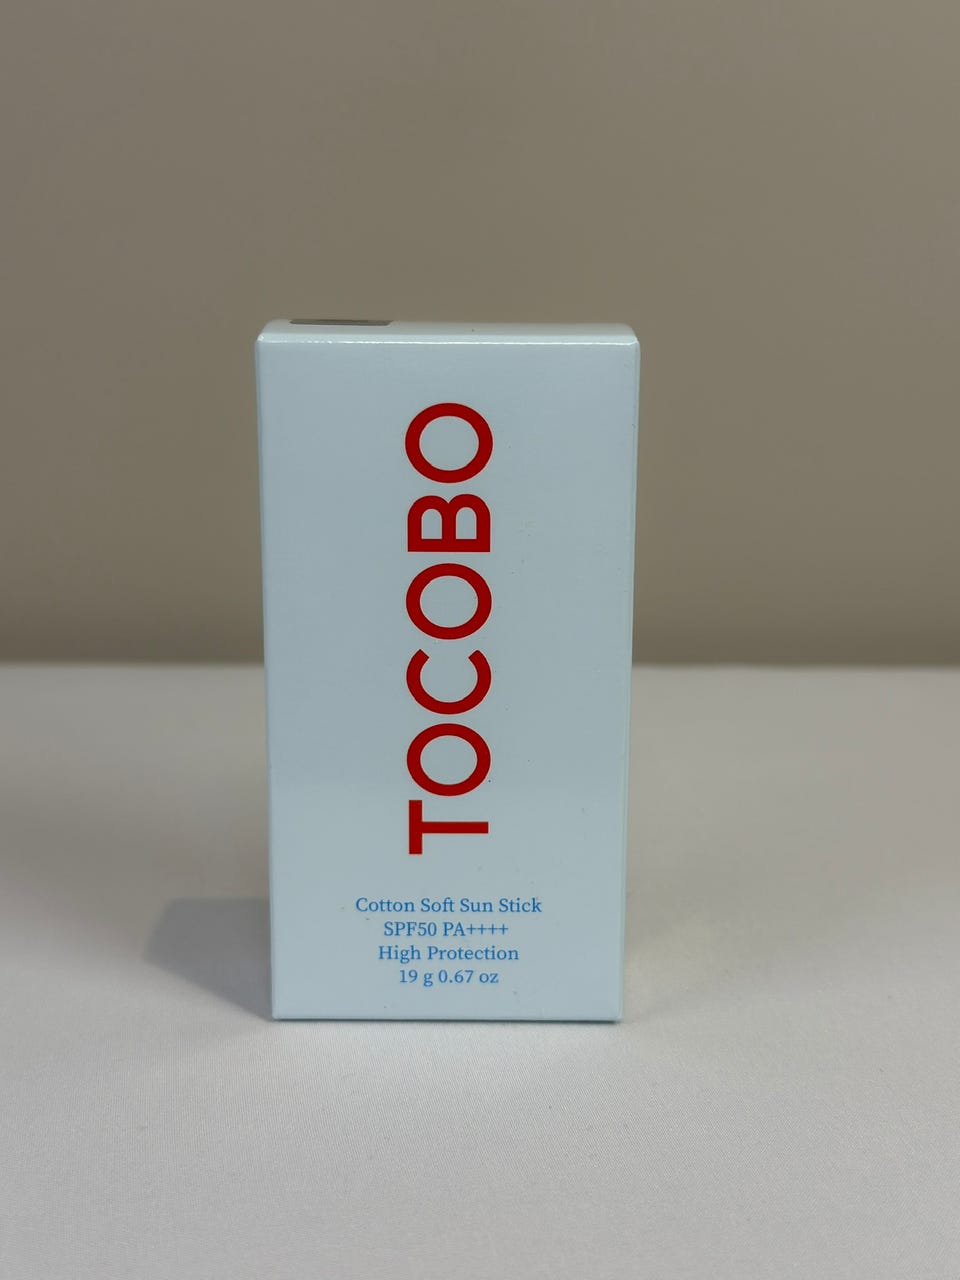 TOCOBO
Cotton Soft Sun Stick
SPF50 PA++++
High Protection
19 g 0.67 oz